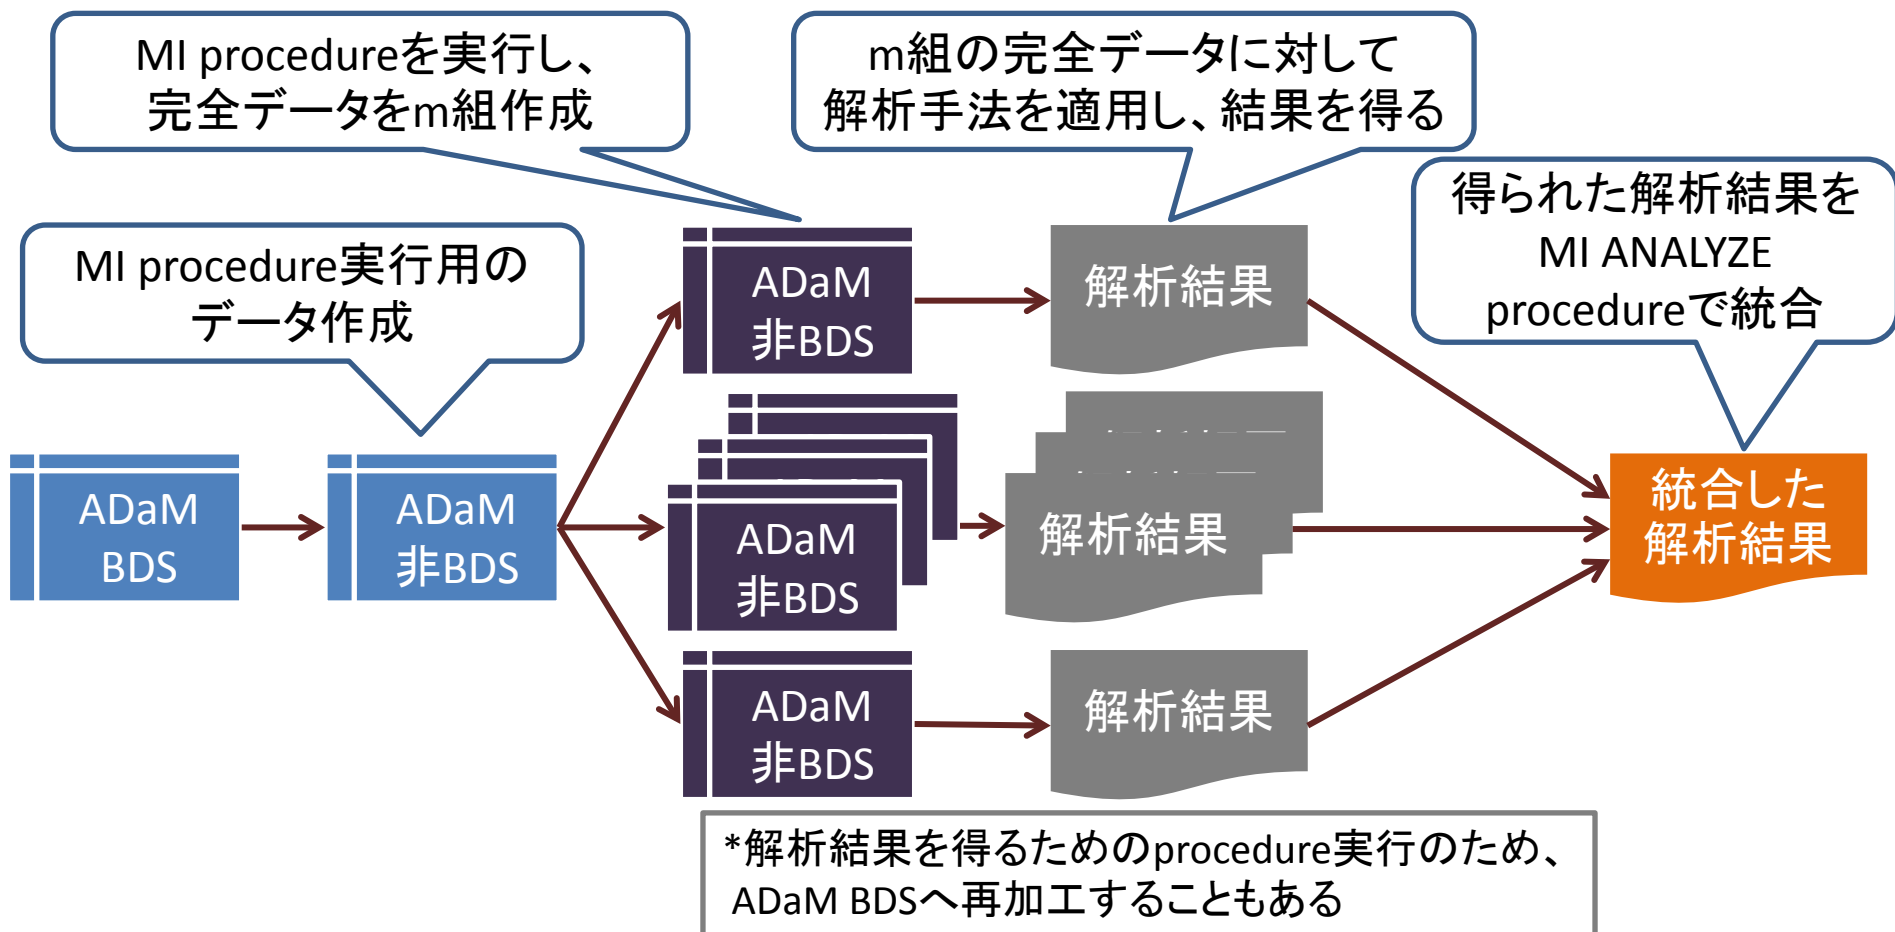 MI procedureを実行し、
完全データをm組作成
m組の完全データに対して
解析手法を適用し、結果を得る
得られた解析結果を
MI ANALYZE
procedureで統合
MI procedure実行用の
データ作成
ADaM
BDS
ADaM
非BDS
ADaM
非BDS
解析結果
ADaM
非BDS
解析結果
ADaM
非BDS
解析結果
統合した
解析結果
*解析結果を得るためのprocedure実行のため、
ADaM BDSへ再加工することもある